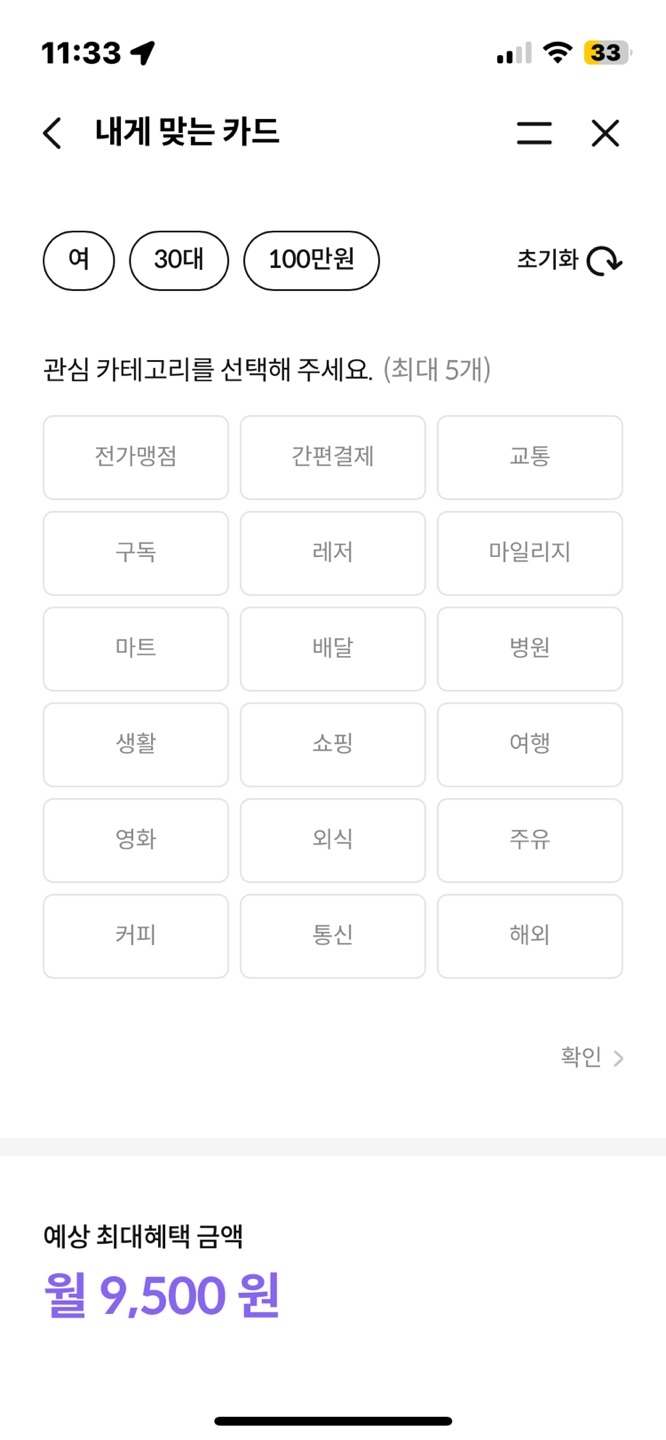 11:33
33
내게 맞는 카드
여 30대 100만원 초기화
관심 카테고리를 선택해 주세요. (최대 5개)
전가맹점 간편결제 교통
구독 레저 마일리지
마트 배달 병원
생활 쇼핑 여행
영화 외식 주유
커피 통신 해외
확인
예상 최대혜택 금액
월 9,500 원